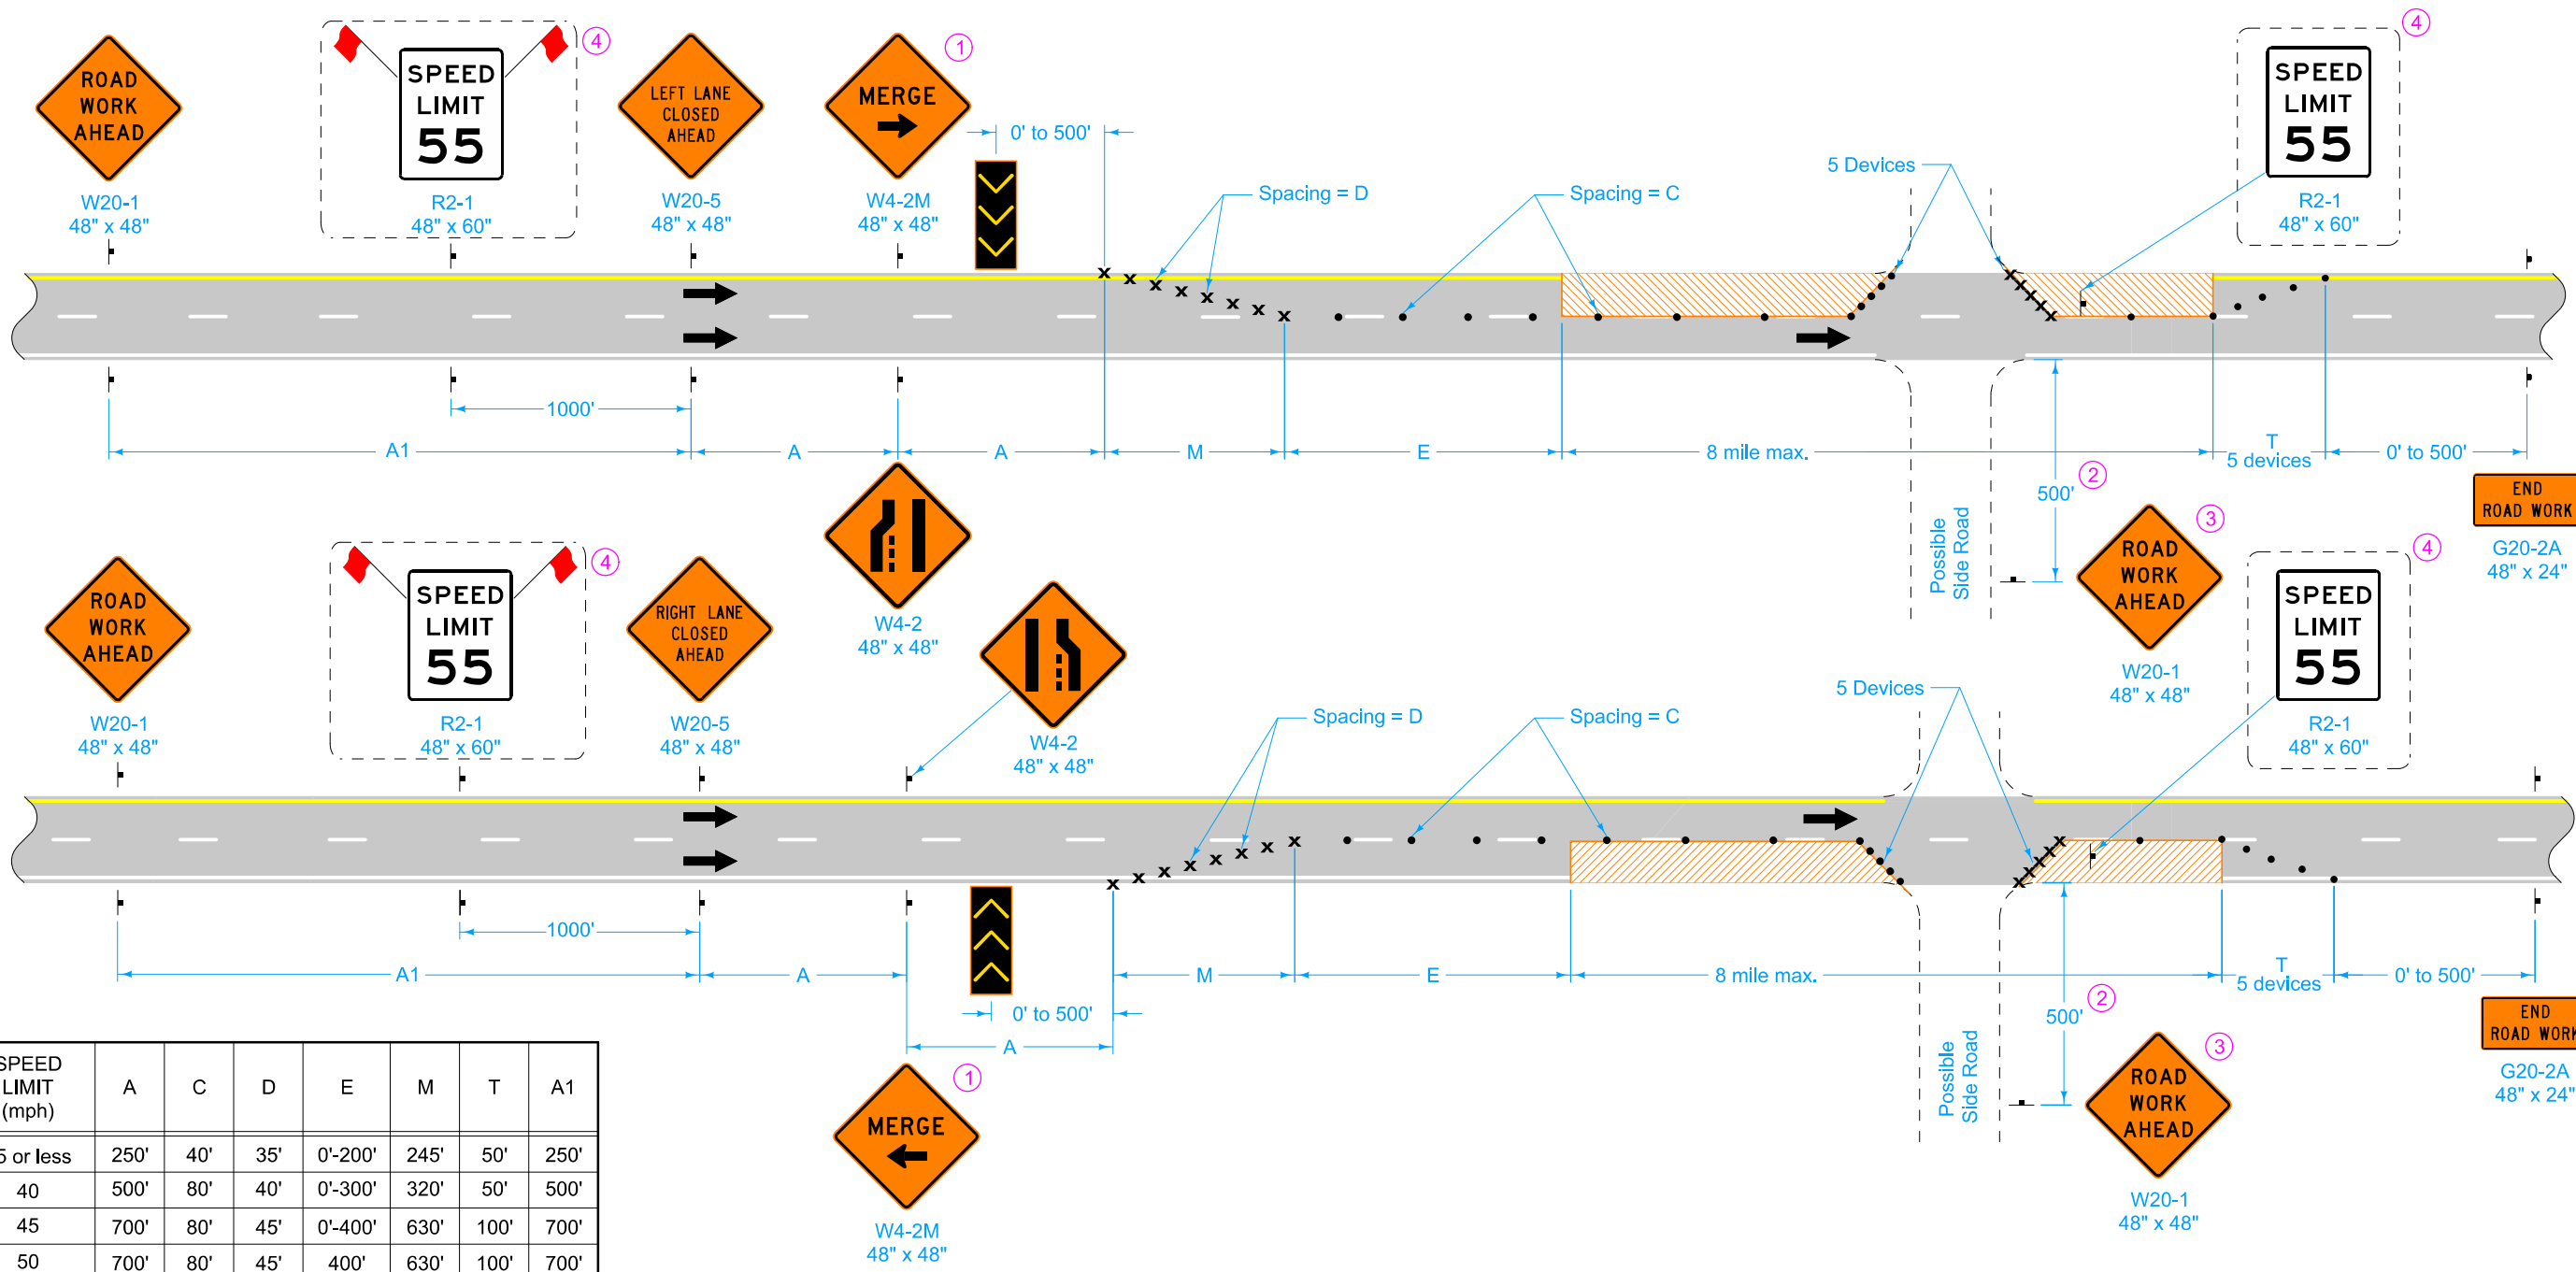 ROAD
WORK
AHEAD
W20-1
48" x 48"
SPEED
LIMIT
55
4
R2-1
48" x 60"
LEFT LANE
CLOSED
AHEAD
W20-5
48" x 48"
MERGE
1
W4-2M
48" x 48"
0' to 500'
Spacing = D
Spacing = C
5 Devices
SPEED
LIMIT
55
4
R2-1
48" x 60"
1000'
A1
A
A
M
E
8 mile max.
T
5 devices
0' to 500'
500'
2
Possible
Side Road
ROAD
WORK
AHEAD
3
W20-1
48" x 48"
END
ROAD WORK
G20-2A
48" x 24"
W4-2
48" x 48"
ROAD
WORK
AHEAD
W20-1
48" x 48"
SPEED
LIMIT
55
4
R2-1
48" x 60"
RIGHT LANE
CLOSED
AHEAD
W20-5
48" x 48"
W4-2
48" x 48"
Spacing = D
Spacing = C
5 Devices
SPEED
LIMIT
55
4
R2-1
48" x 60"
1000'
A1
A
M
E
8 mile max.
T
5 devices
0' to 500'
0' to 500'
A
500'
2
Possible
Side Road
ROAD
WORK
AHEAD
3
W20-1
48" x 48"
END
ROAD WORK
G20-2A
48" x 24"
MERGE
1
W4-2M
48" x 48"
SPEED
LIMIT
(mph)
A C D E M T A1
5 or less 250' 40' 35' 0'-200' 245' 50' 250'
40 500' 80' 40' 0'-300' 320' 50' 500'
45 700' 80' 45' 0'-400' 630' 100' 700'
50 700' 80' 45' 400' 630' 100' 700'